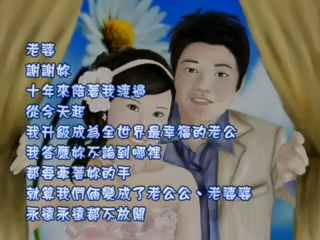 老婆
謝謝妳
十年來陪著我渡過
從今天起
我升級成為全世界最幸福的老公
我答應妳不論到哪裡
都要牽著妳的手
就算我們倆變成了老公公、老婆婆
永遠永遠都不放開